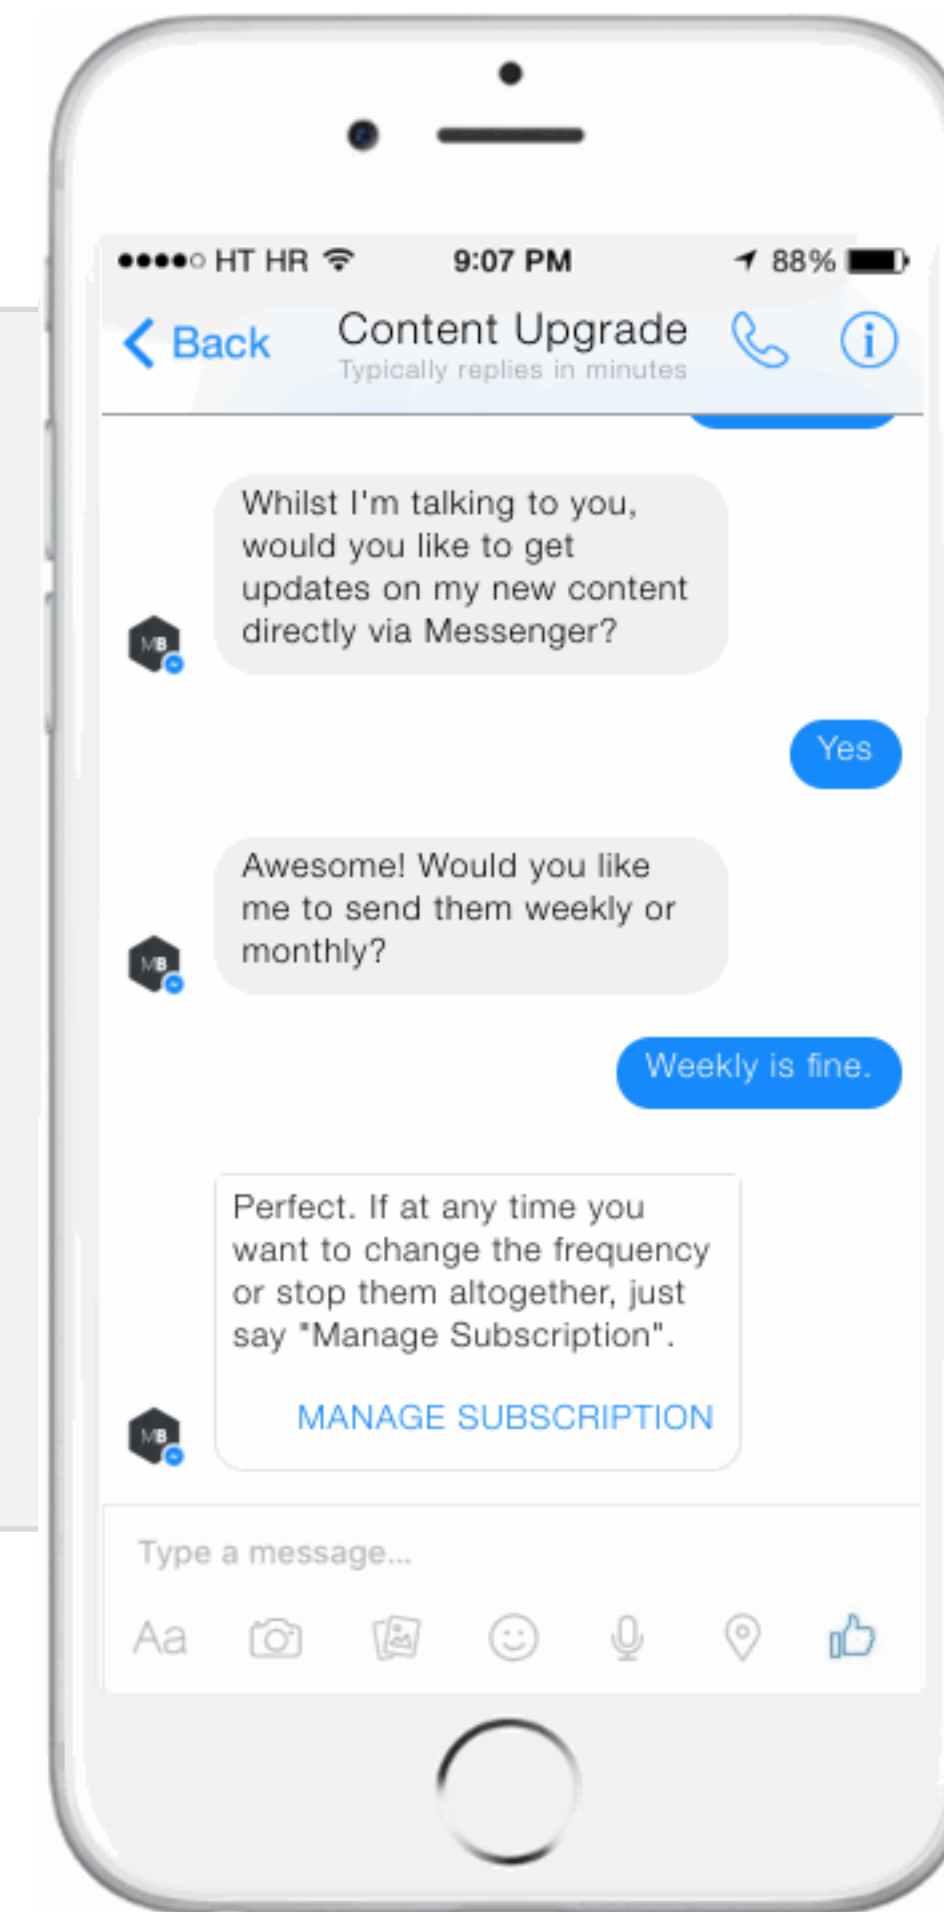 HT HR 9:07 PM 88%
Back Content Upgrade
Typically replies in minutes
Whilst I'm talking to you,
would you like to get
updates on my new content
directly via Messenger?
MB
Yes
Awesome! Would you like
me to send them weekly or
monthly?
MB
Weekly is fine.
Perfect. If at any time you
want to change the frequency
or stop them altogether, just
say "Manage Subscription".
MANAGE SUBSCRIPTION
MB
Type a message...
Aa